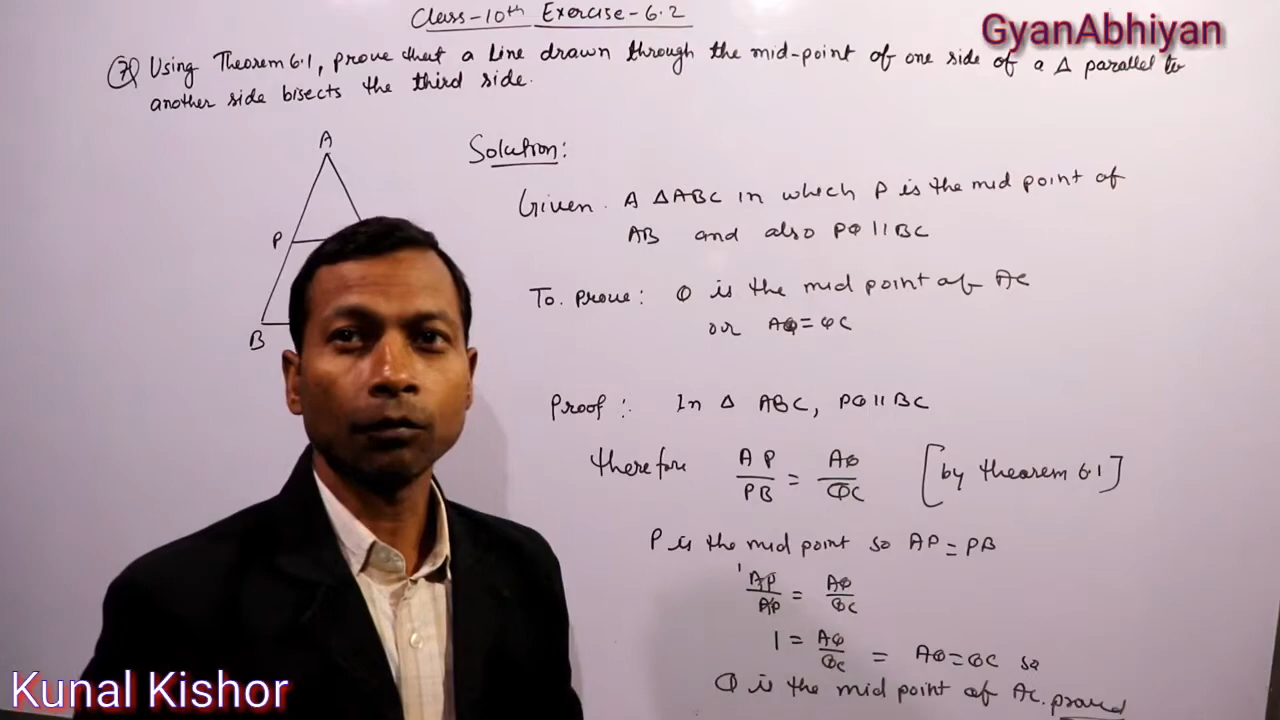 Class-10th Exercise-6.2
GyanAbhiyan
7) Using Theorem 6.1, prove that a line drawn through the mid-point of one side of a Δ parallel to
another side bisects the third side.
A
P
B
Solution:
Given. A ΔABC in which P is the mid point of
AB and also PQ || BC
To. Prove: Q is the mid point of AC
or AQ = QC
Proof :. In Δ ABC, PQ || BC
therefore AP/PB = AQ/QC [by theorem 6.1]
P is the mid point so AP = PB
1 AP/AP = AQ/QC
1 = AQ/QC = AQ = QC so
Q is the mid point of AC. proved
Kunal Kishor